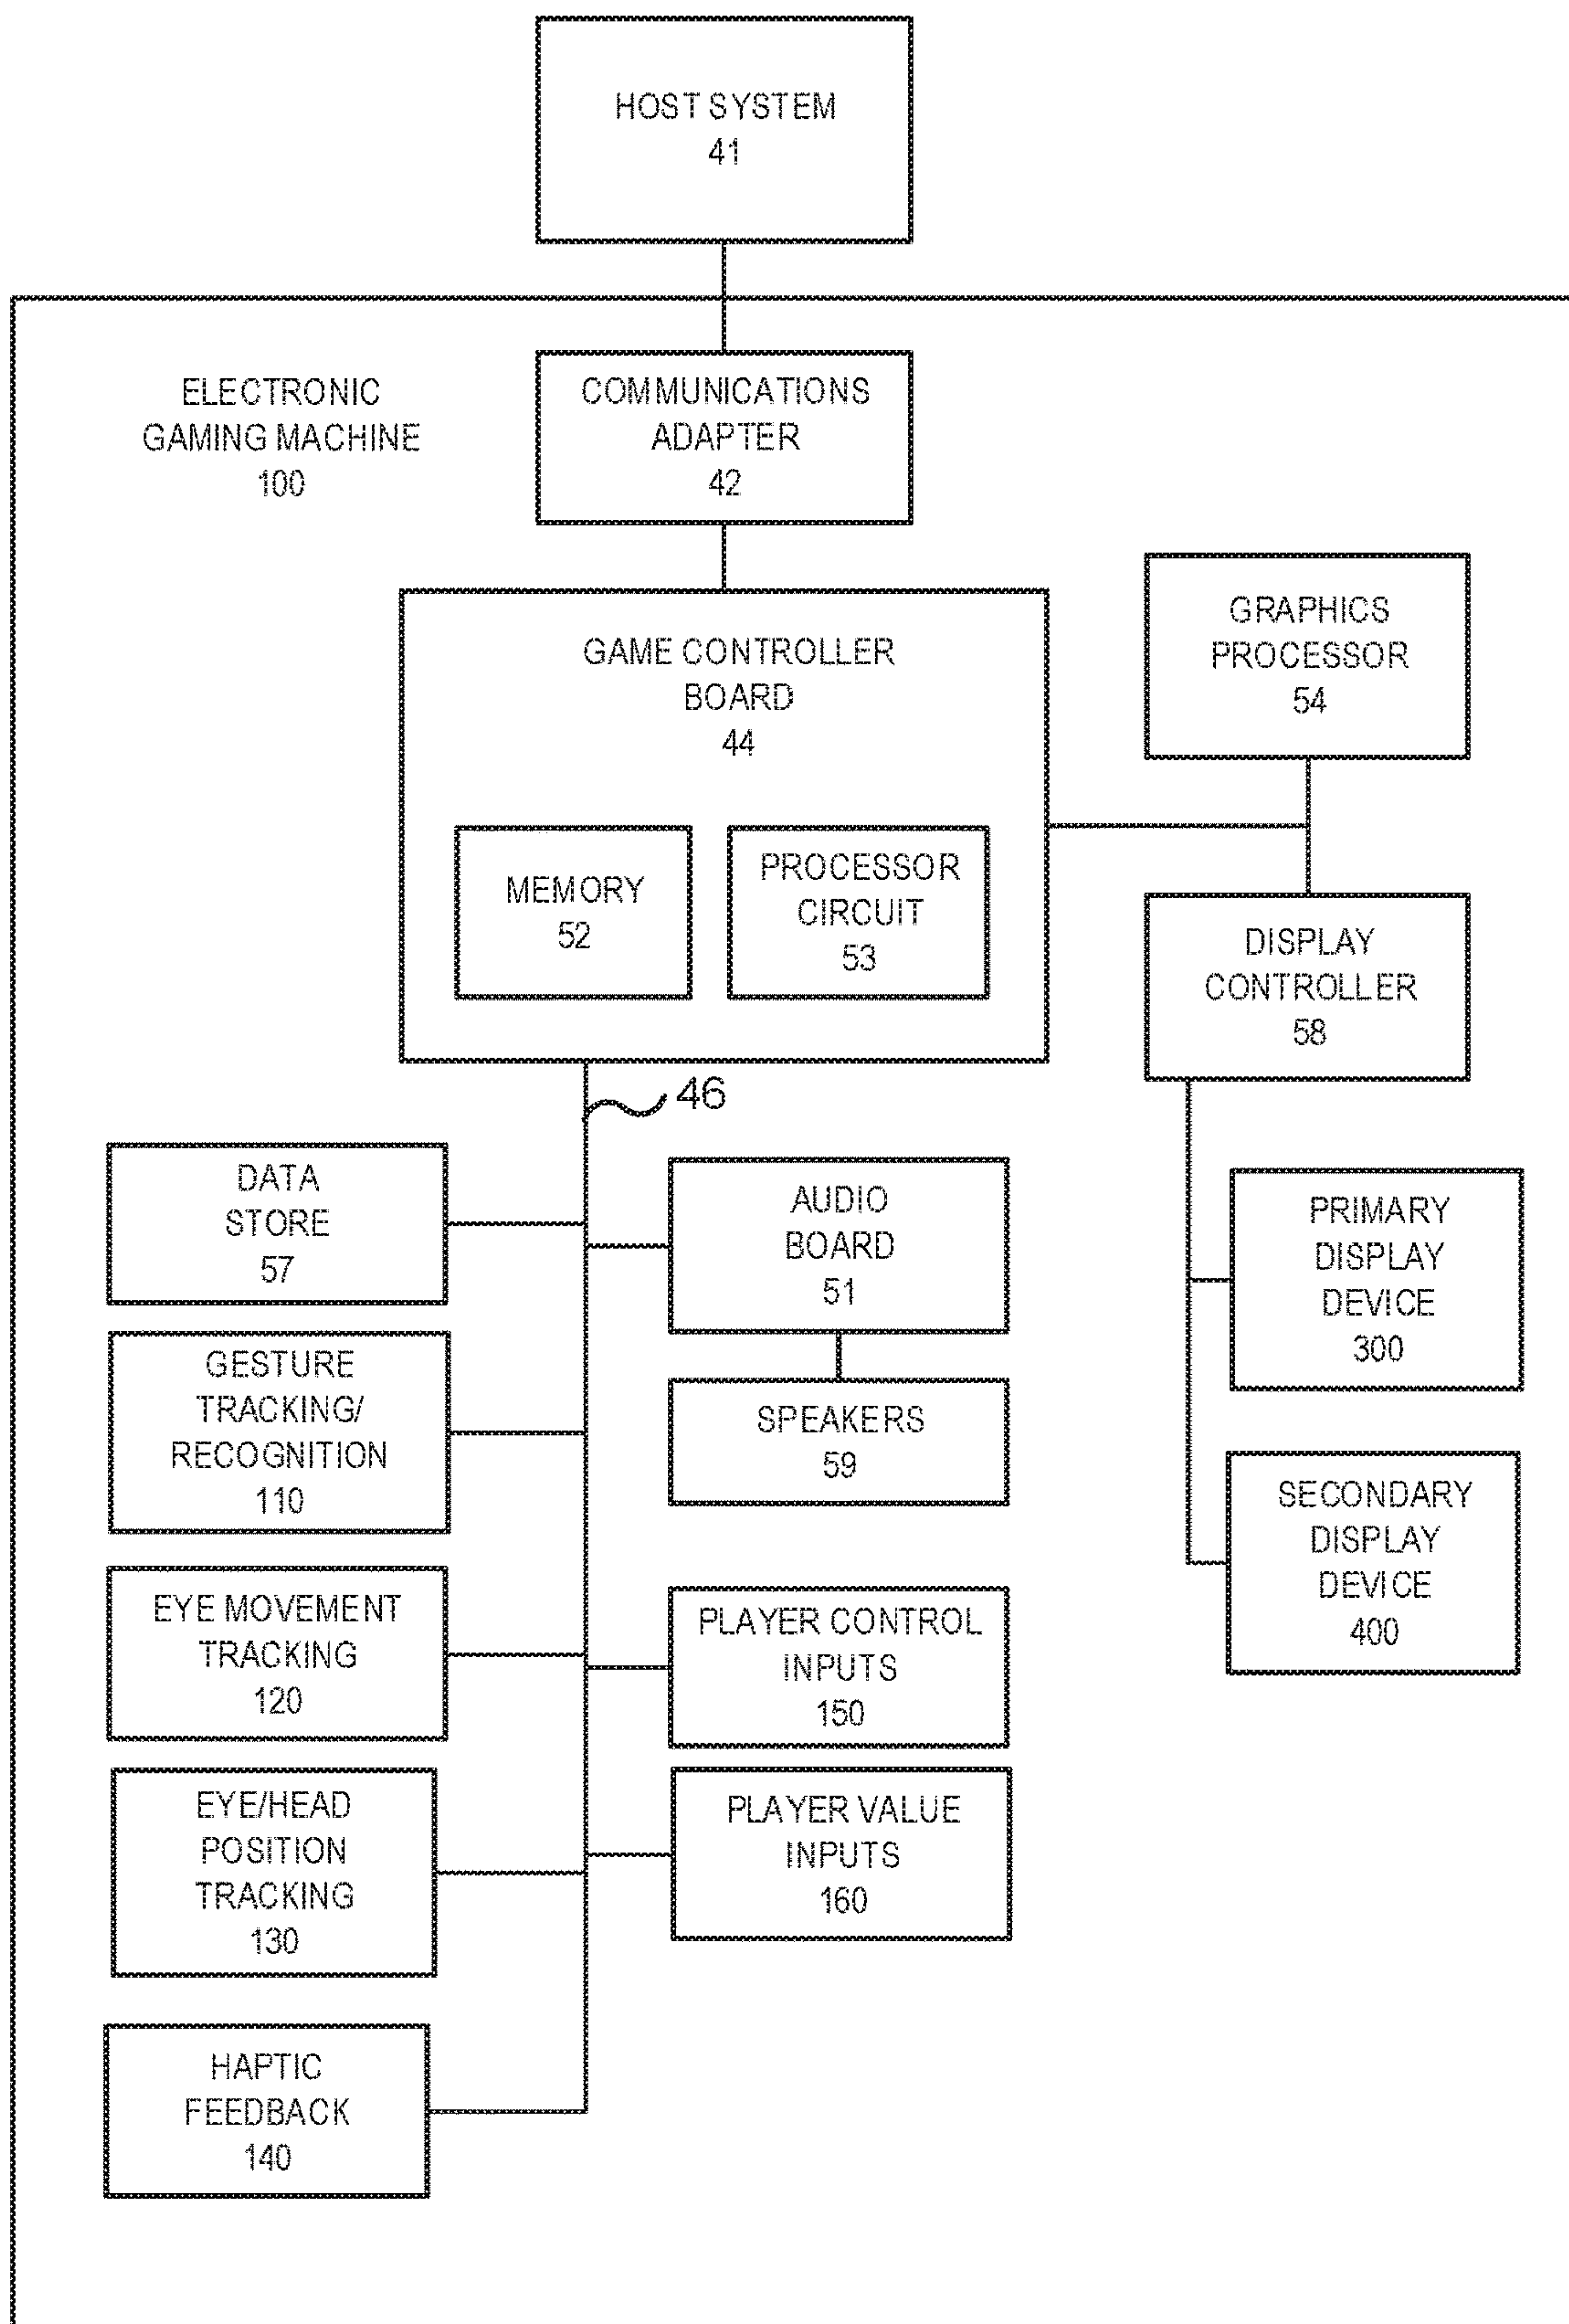 HOST SYSTEM
41
ELECTRONIC
GAMING MACHINE
100
COMMUNICATIONS
ADAPTER
42
GAME CONTROLLER
BOARD
44
MEMORY
52
PROCESSOR
CIRCUIT
53
GRAPHICS
PROCESSOR
54
DISPLAY
CONTROLLER
58
46
DATA
STORE
57
AUDIO
BOARD
51
PRIMARY
DISPLAY
DEVICE
300
GESTURE
TRACKING/
RECOGNITION
110
SPEAKERS
59
SECONDARY
DISPLAY
DEVICE
400
EYE MOVEMENT
TRACKING
120
PLAYER CONTROL
INPUTS
150
EYE/HEAD
POSITION
TRACKING
130
PLAYER VALUE
INPUTS
160
HAPTIC
FEEDBACK
140